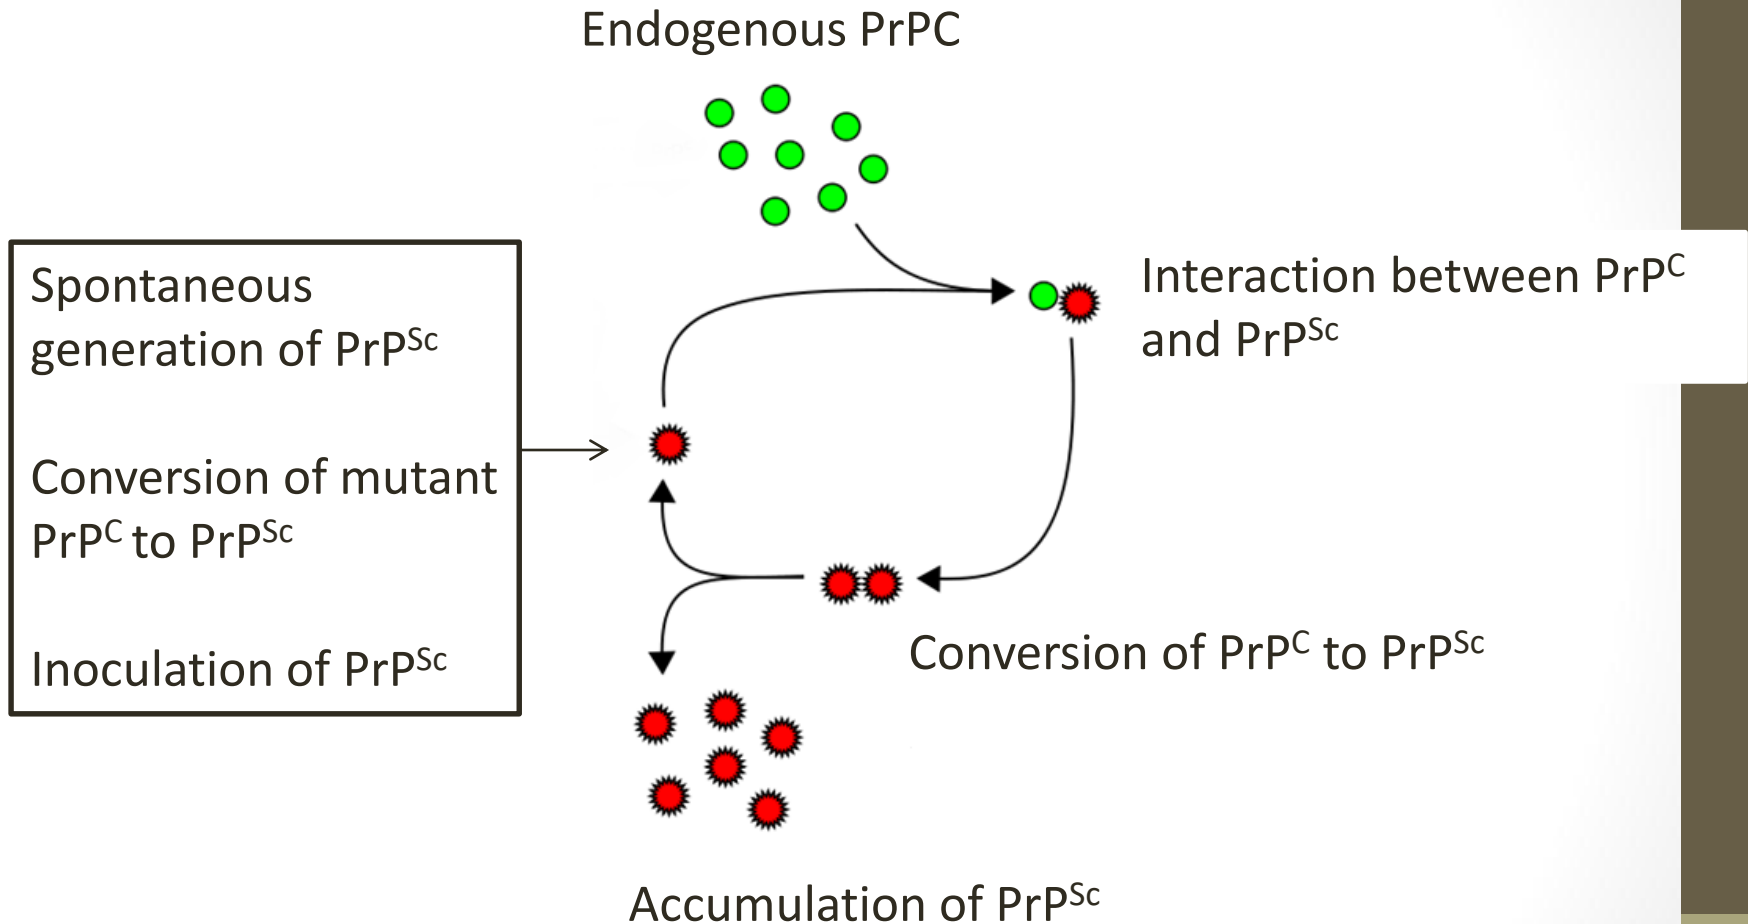 Endogenous PrPC
Spontaneous
generation of PrPSc
Conversion of mutant
PrPC to PrPSc
Inoculation of PrPSc
Interaction between PrPC
and PrPSc
Conversion of PrPC to PrPSc
Accumulation of PrPSc